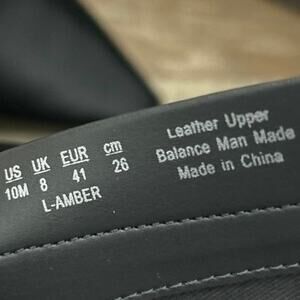 US UK EUR cm
10M 8 41 26
L-AMBER
Leather Upper
Balance Man Made
Made in China